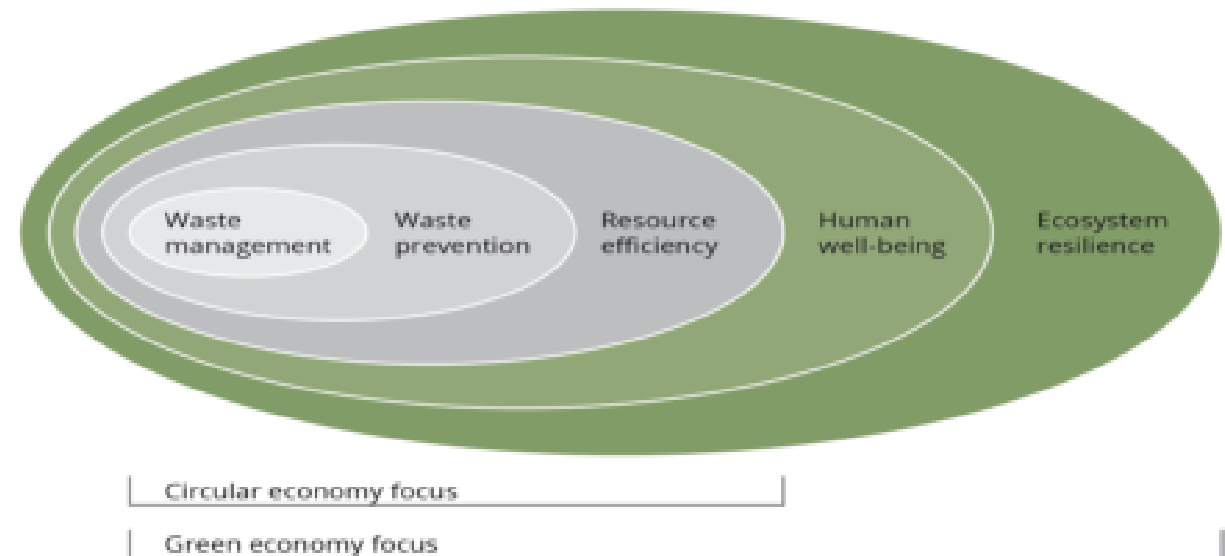 Waste
management
Waste
prevention
Resource
efficiency
Human
well-being
Ecosystem
resilience
Circular economy focus
Green economy focus